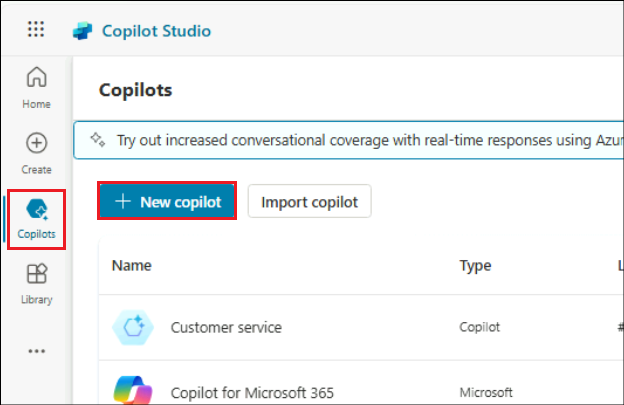 Copilot Studio
Home
Create
Copilots
Library
Copilots
Try out increased conversational coverage with real-time responses using Azur
New copilot
Import copilot
Name Type L
Customer service Copilot #
Copilot for Microsoft 365 Microsoft